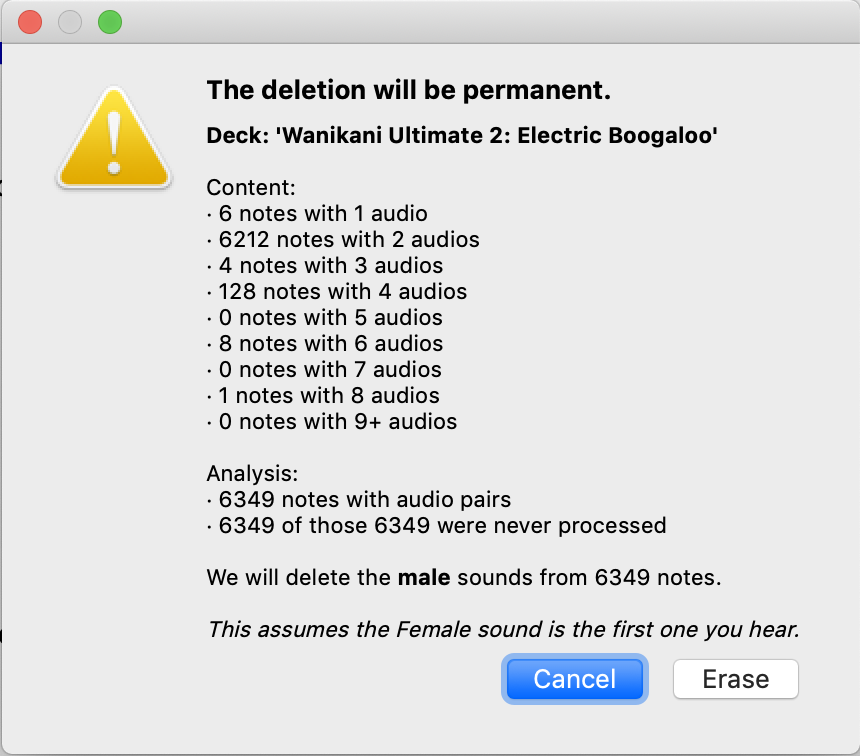 The deletion will be permanent.
Deck: 'Wanikani Ultimate 2: Electric Boogaloo'
Content:
· 6 notes with 1 audio
· 6212 notes with 2 audios
· 4 notes with 3 audios
· 128 notes with 4 audios
· 0 notes with 5 audios
· 8 notes with 6 audios
· 0 notes with 7 audios
· 1 notes with 8 audios
· 0 notes with 9+ audios
Analysis:
· 6349 notes with audio pairs
· 6349 of those 6349 were never processed
We will delete the male sounds from 6349 notes.
This assumes the Female sound is the first one you hear.
Cancel Erase